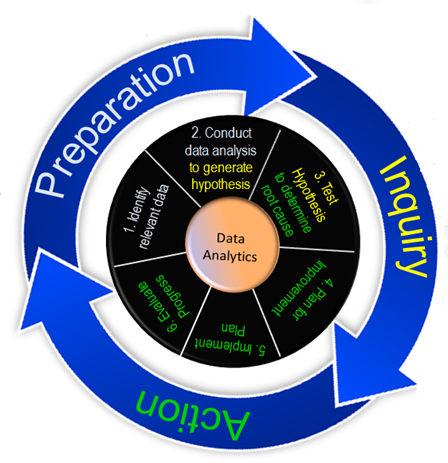 Preparation
Inquiry
Action
1. Identify
relevant data
2. Conduct
data analysis
to generate
hypothesis
3. Test
Hypothesis
to determine
root cause.
4. Plan for
Improvement
5. Implement
Plan
6. Evaluate
Progress
Data
Analytics